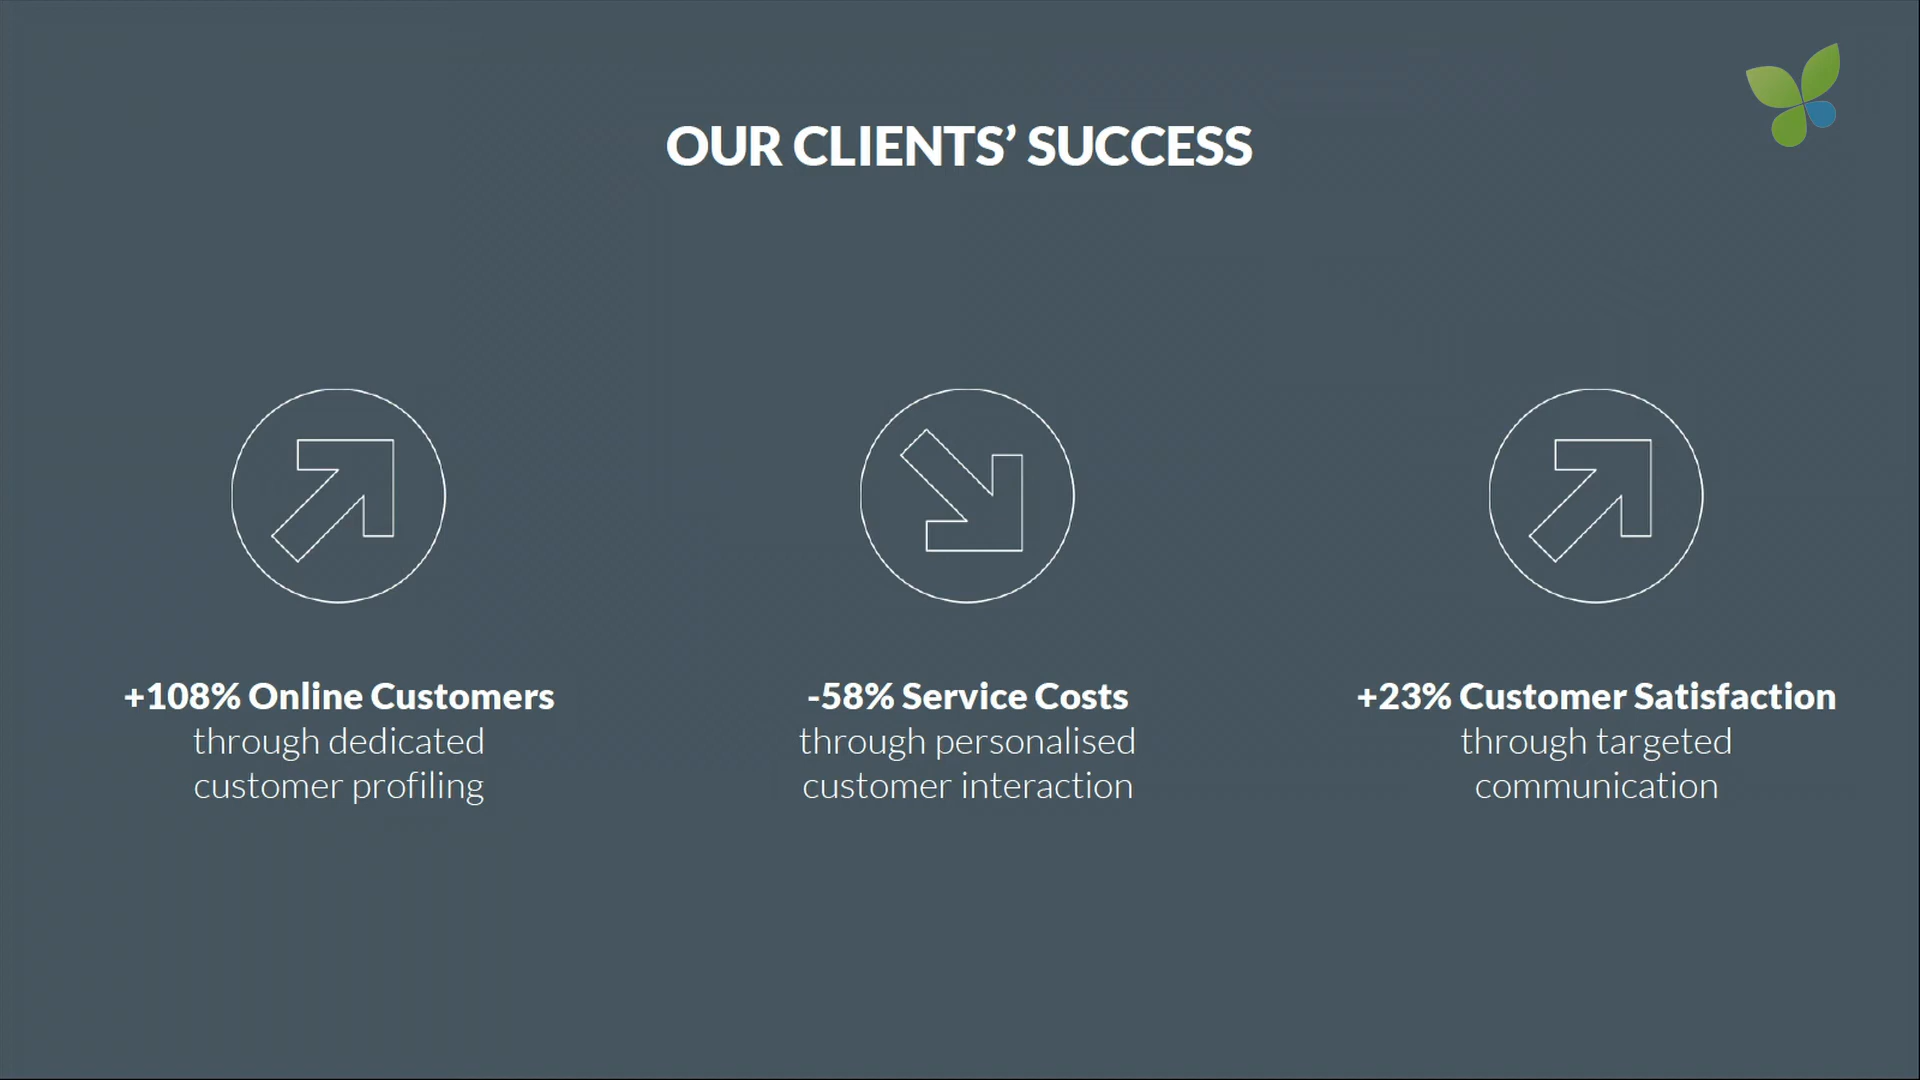 OUR CLIENTS’ SUCCESS
+108% Online Customers
through dedicated
customer profiling
-58% Service Costs
through personalised
customer interaction
+23% Customer Satisfaction
through targeted
communication